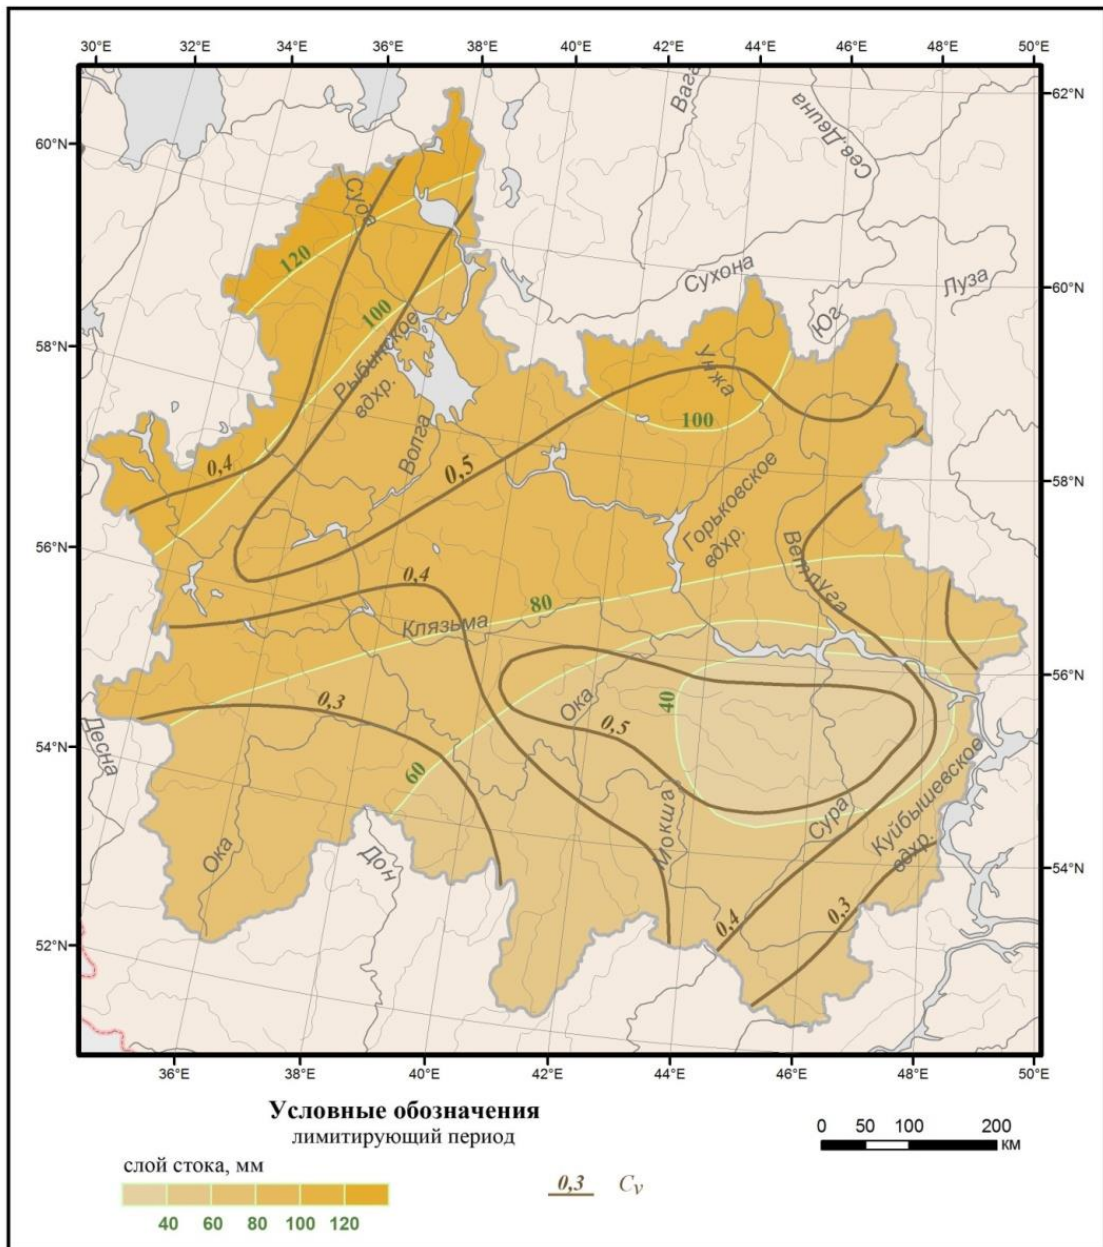 30°E 32°E 34°E 36°E 38°E 40°E 42°E 44°E 46°E 48°E 50°E
62°N
60°N
Вага
Сев.Двина
Суда
120
Сухона
60°N
Луза
100
Юг
58°N
Рыбинское
вдхр.
Унжа
100
Волга
0,4
0,5
58°N
Горьковское
вдхр.
56°N
Ветлуга
0,4
80
Клязьма
56°N
0,3
Ока
40
0,5
Десна
54°N
60
Куйбышевское
вдхр.
Сура
Мокша
Ока
Дон
54°N
0,4
0,3
52°N
36°E 38°E 40°E 42°E 44°E 46°E 48°E 50°E
Условные обозначения
лимитирующий период
0 50 100 200
км
слой стока, мм
0,3 Cv
40 60 80 100 120